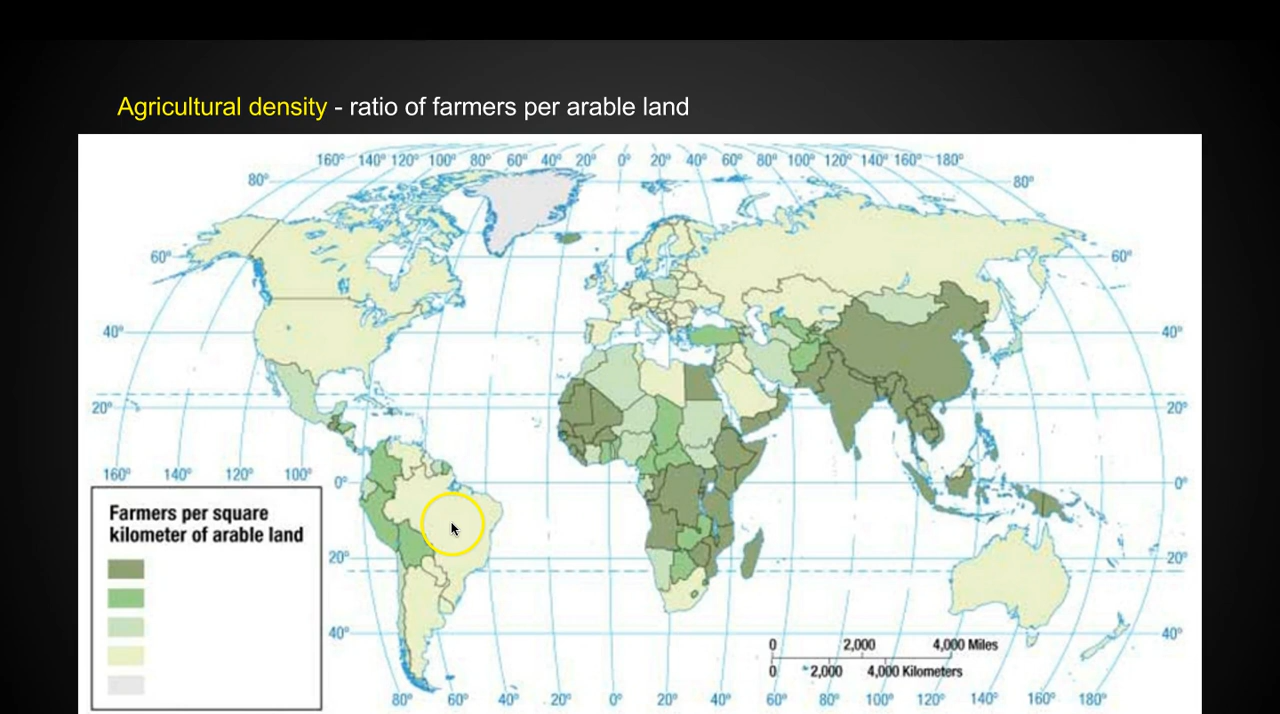 Agricultural density - ratio of farmers per arable land
160° 140° 120° 100° 80° 60° 40° 20° 0° 20° 40° 60° 80° 100° 120° 140° 160° 180°
80° 80°
60° 60°
40° 40°
20° 20°
160° 140° 120° 100° 0° 0°
Farmers per square
kilometer of arable land
20° 20°
40° 40°
0 2,000 4,000 Miles
0 2,000 4,000 Kilometers
80° 60° 40° 20° 0° 20° 40° 60° 80° 100° 120° 140° 160° 180°